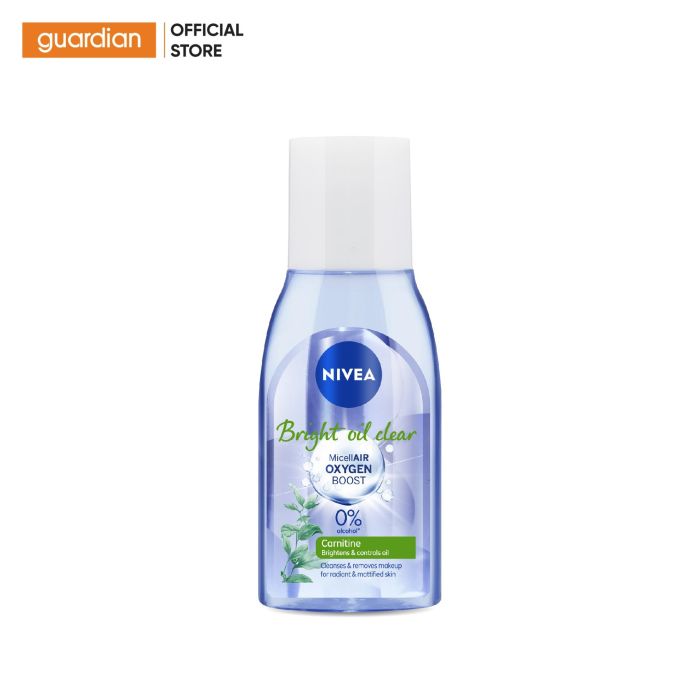 guardian
OFFICIAL
STORE
NIVEA
Bright oil clear
MicellAIR
OXYGEN
BOOST
0%
alcohol*
Carnitine
Brightens & controls oil
Cleanses & removes makeup
for radiant & mattified skin